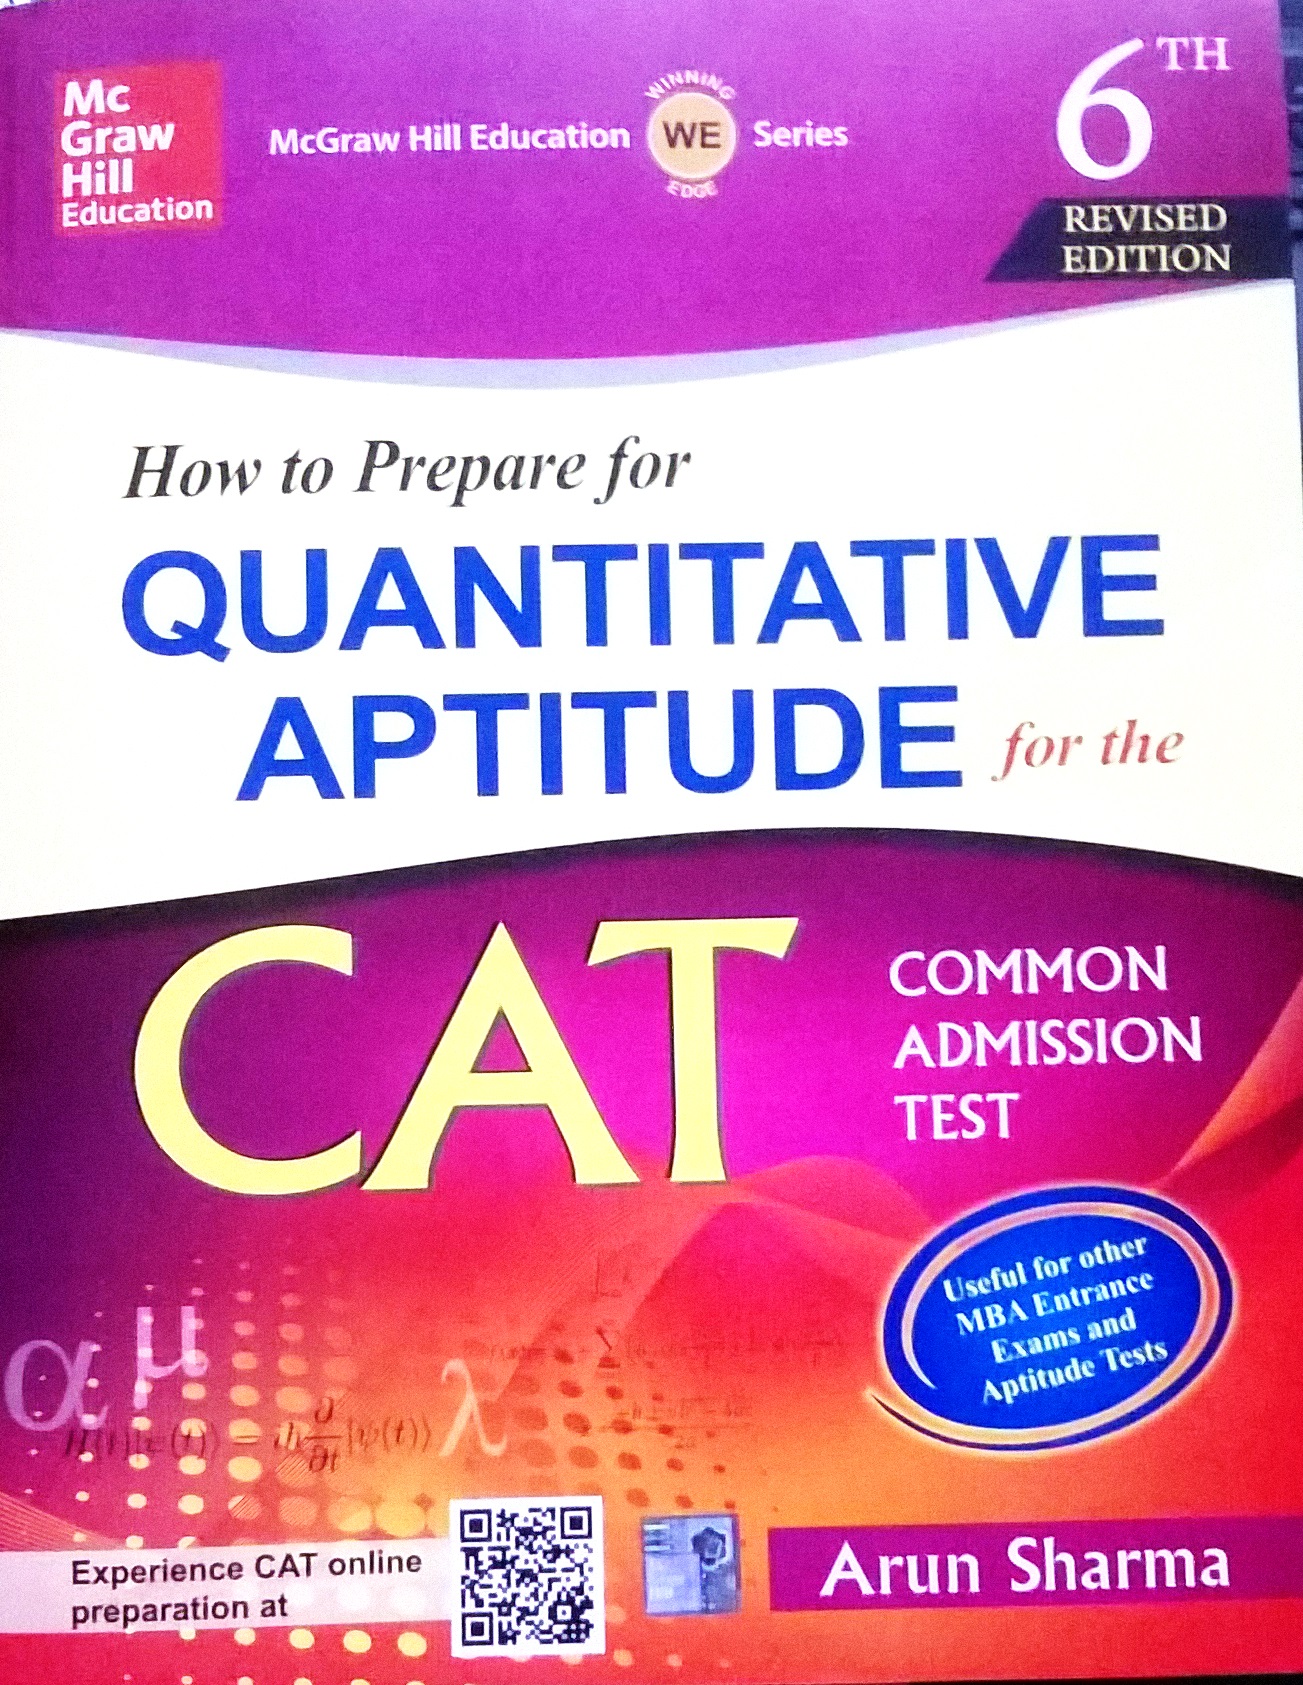 Mc
Graw
Hill
Education
McGraw Hill Education
WINNING
WE
EDGE
Series
6TH
REVISED
EDITION
How to Prepare for
QUANTITATIVE
APTITUDE for the
CAT
COMMON
ADMISSION
TEST
Useful for other
MBA Entrance
Exams and
Aptitude Tests
α μ λ
Experience CAT online
preparation at
Arun Sharma